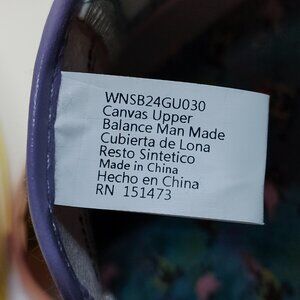 WNSB24GU030
Canvas Upper
Balance Man Made
Cubierta de Lona
Resto Sintetico
Made in China
Hecho en China
RN 151473